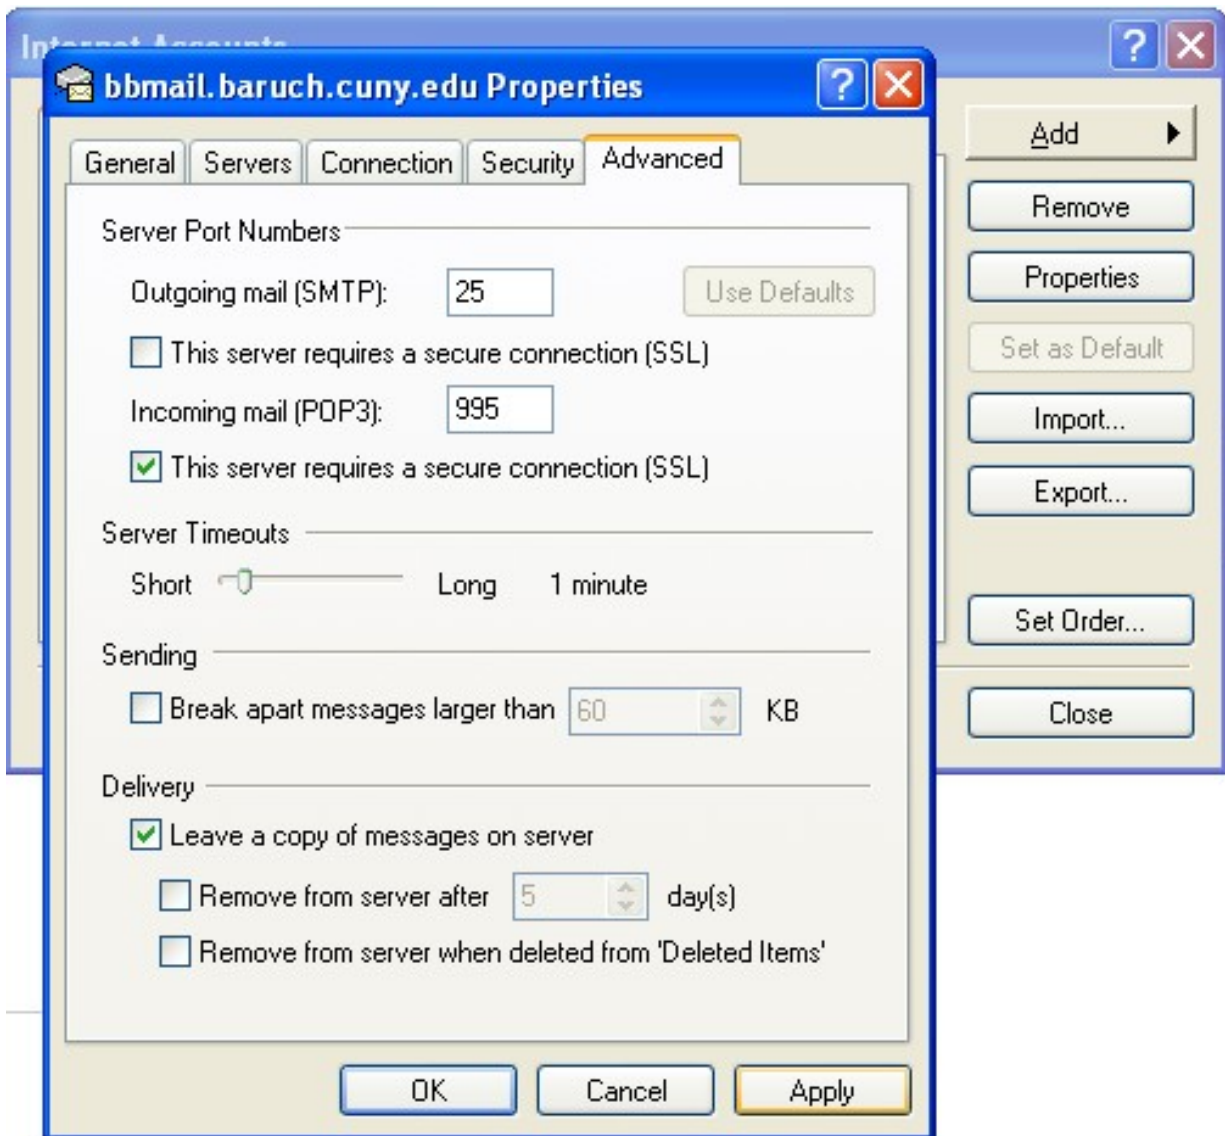 Internet Accounts
bbmail.baruch.cuny.edu Properties
General Servers Connection Security Advanced
Server Port Numbers
Outgoing mail (SMTP): 25 Use Defaults
This server requires a secure connection (SSL)
Incoming mail (POP3): 995
This server requires a secure connection (SSL)
Server Timeouts
Short Long 1 minute
Sending
Break apart messages larger than 60 KB
Delivery
Leave a copy of messages on server
Remove from server after 5 day(s)
Remove from server when deleted from 'Deleted Items'
OK Cancel Apply
Add
Remove
Properties
Set as Default
Import...
Export...
Set Order...
Close